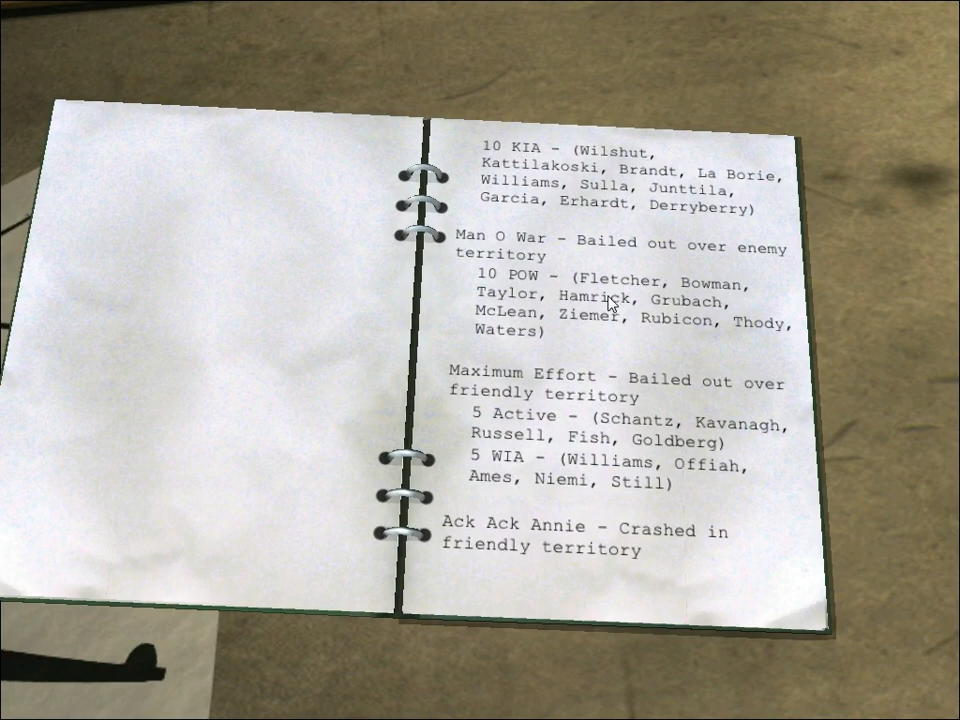 10 KIA - (Wilshut,
Kattilakoski, Brandt, La Borie,
Williams, Sulla, Junttila,
Garcia, Erhardt, Derryberry)
Man O War - Bailed out over enemy
territory
10 POW - (Fletcher, Bowman,
Taylor, Hamrick, Grubach,
McLean, Ziemer, Rubicon, Thody,
Waters)
Maximum Effort - Bailed out over
friendly territory
5 Active - (Schantz, Kavanagh,
Russell, Fish, Goldberg)
5 WIA - (Williams, Offiah,
Ames, Niemi, Still)
Ack Ack Annie - Crashed in
friendly territory